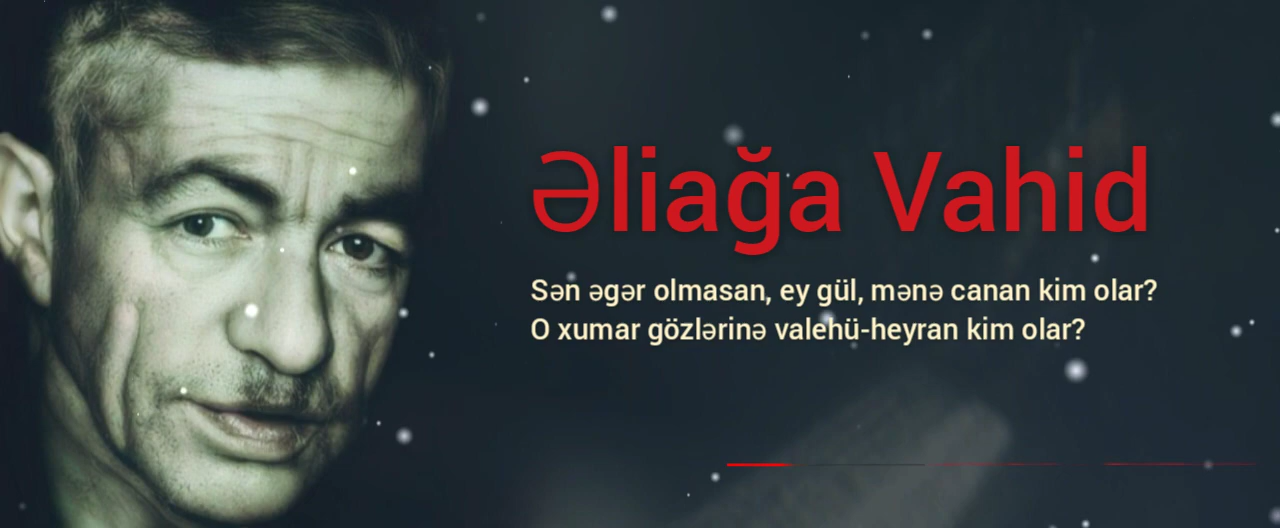 Əliağa Vahid
Sən əgər olmasan, ey gül, mənə canan kim olar?
O xumar gözlərinə valehü-heyran kim olar?